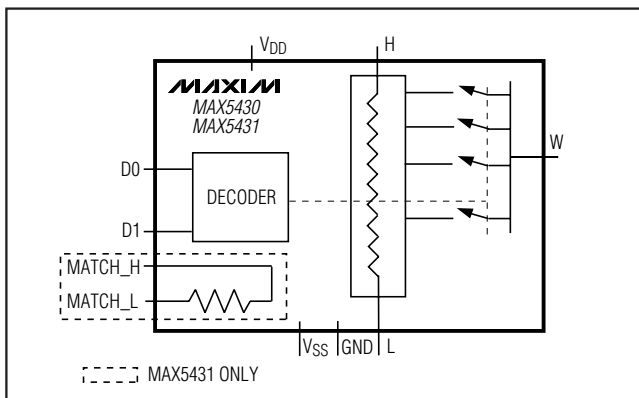 VDD
H
MAXIM
MAX5430
MAX5431
W
D0
DECODER
D1
MATCH_H
MATCH_L
VSS
GND
L
MAX5431 ONLY